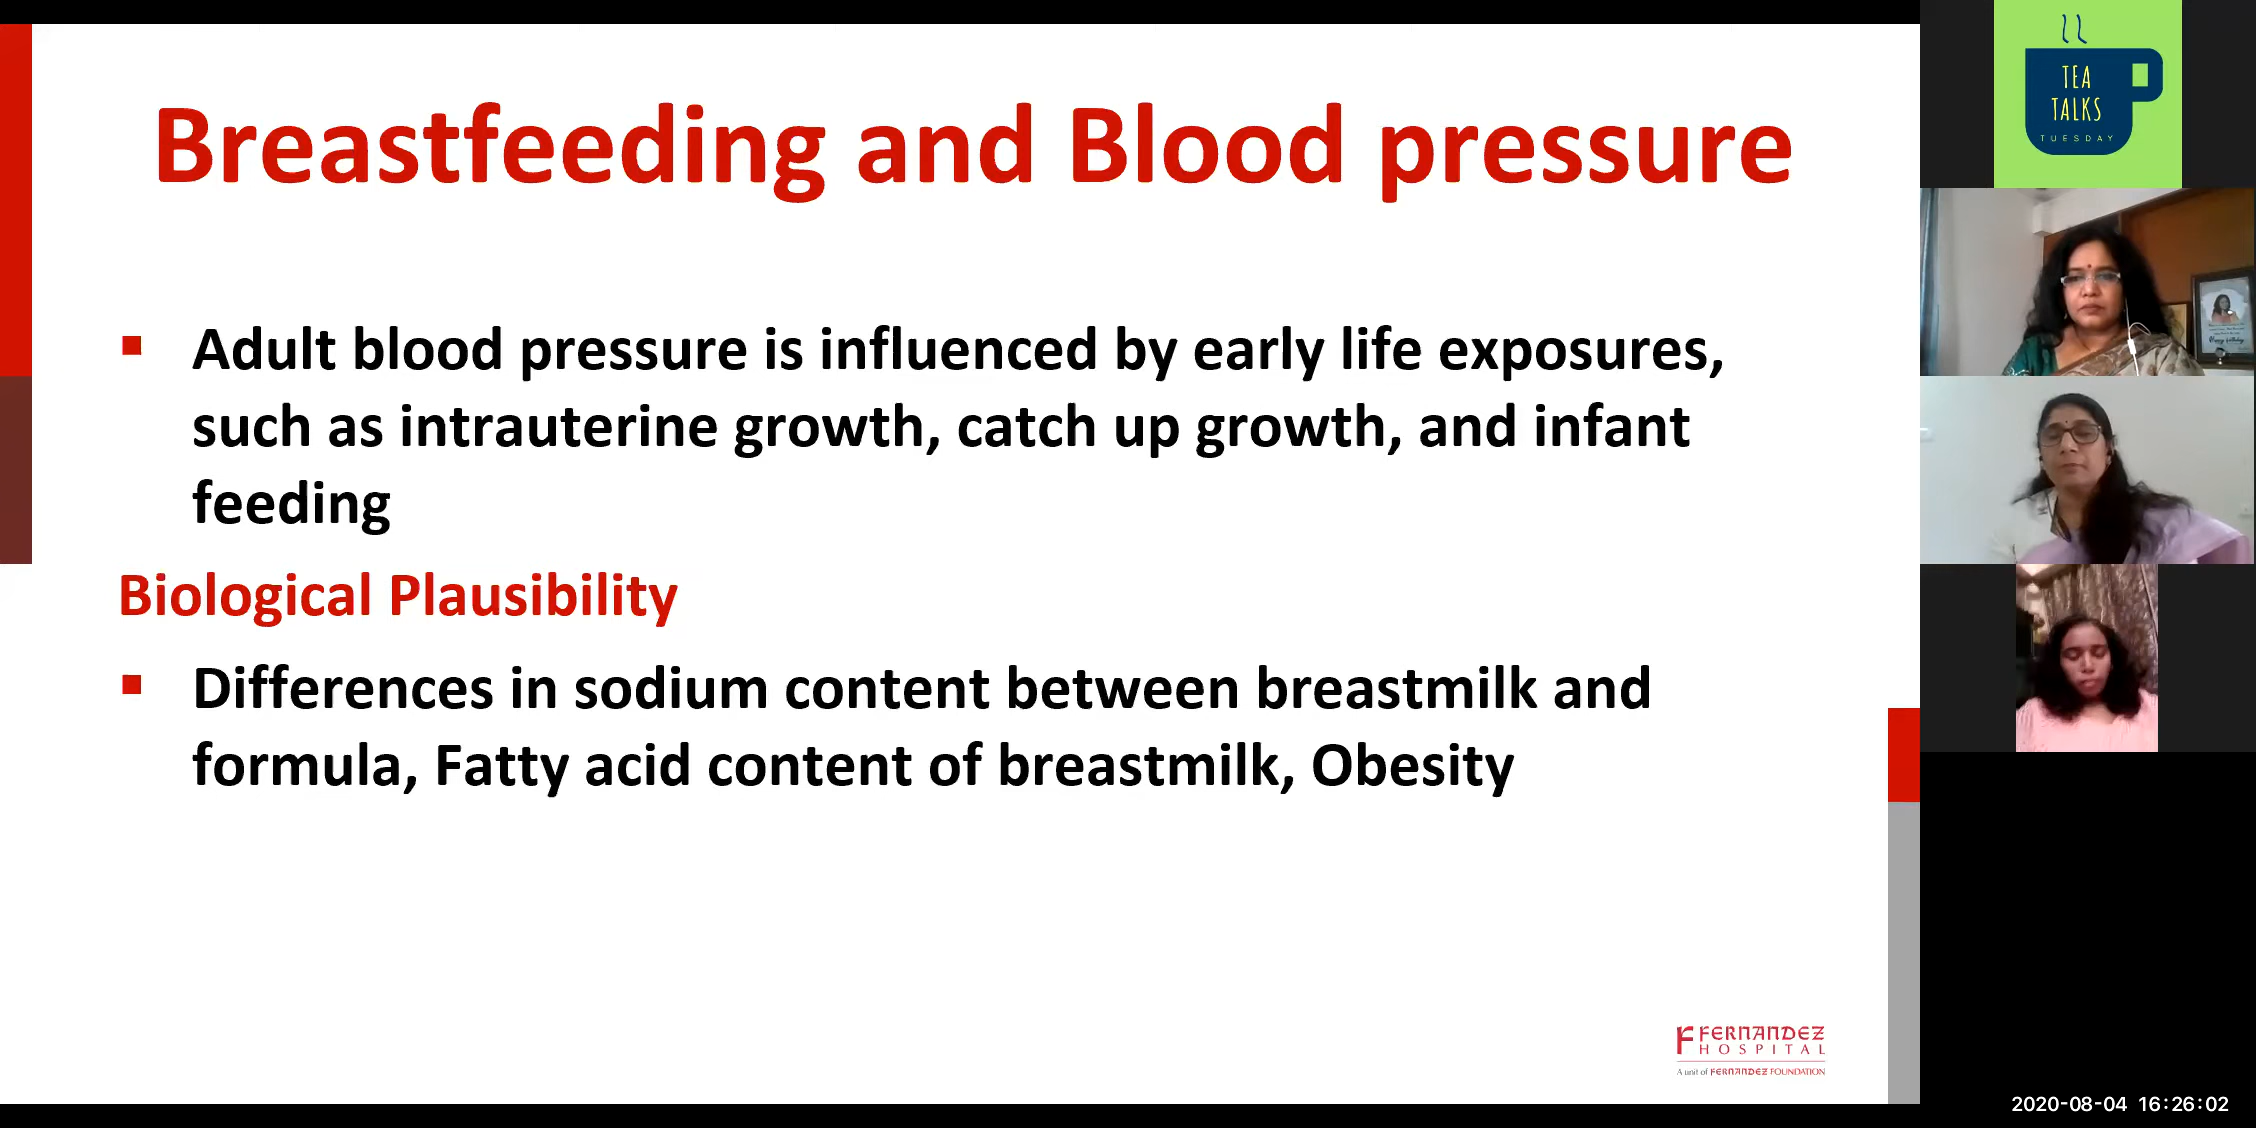 Breastfeeding and Blood pressure
▪ Adult blood pressure is influenced by early life exposures,
such as intrauterine growth, catch up growth, and infant
feeding
Biological Plausibility
▪ Differences in sodium content between breastmilk and
formula, Fatty acid content of breastmilk, Obesity
FERNANDEZ
HOSPITAL
A unit of FERNANDEZ FOUNDATION
TEA
TALKS
TUESDAY
2020-08-04 16:26:02